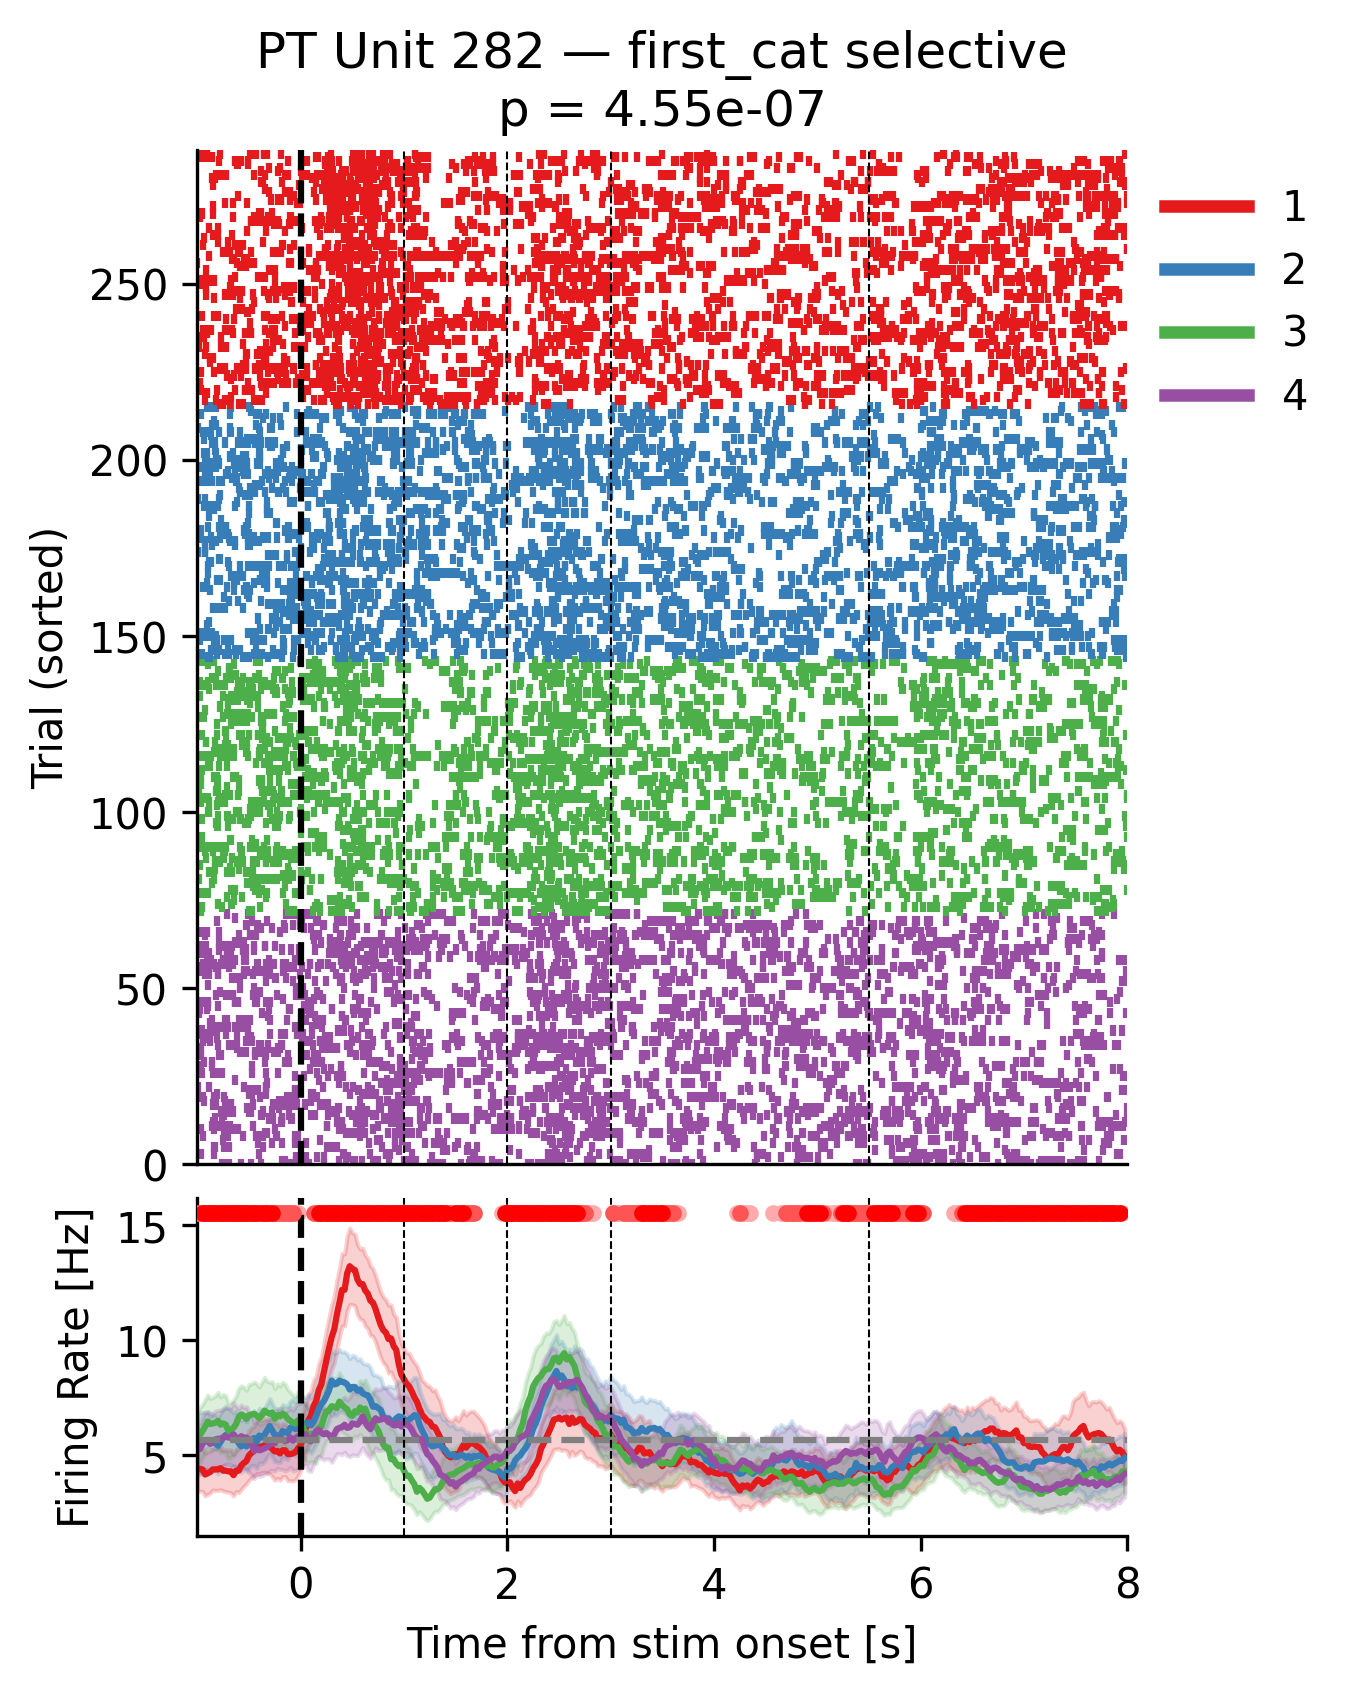 PT Unit 282 — first_cat selective
p = 4.55e-07
1
2
3
4
Trial (sorted)
250
200
150
100
50
0
Firing Rate [Hz]
15
10
5
0 2 4 6 8
Time from stim onset [s]